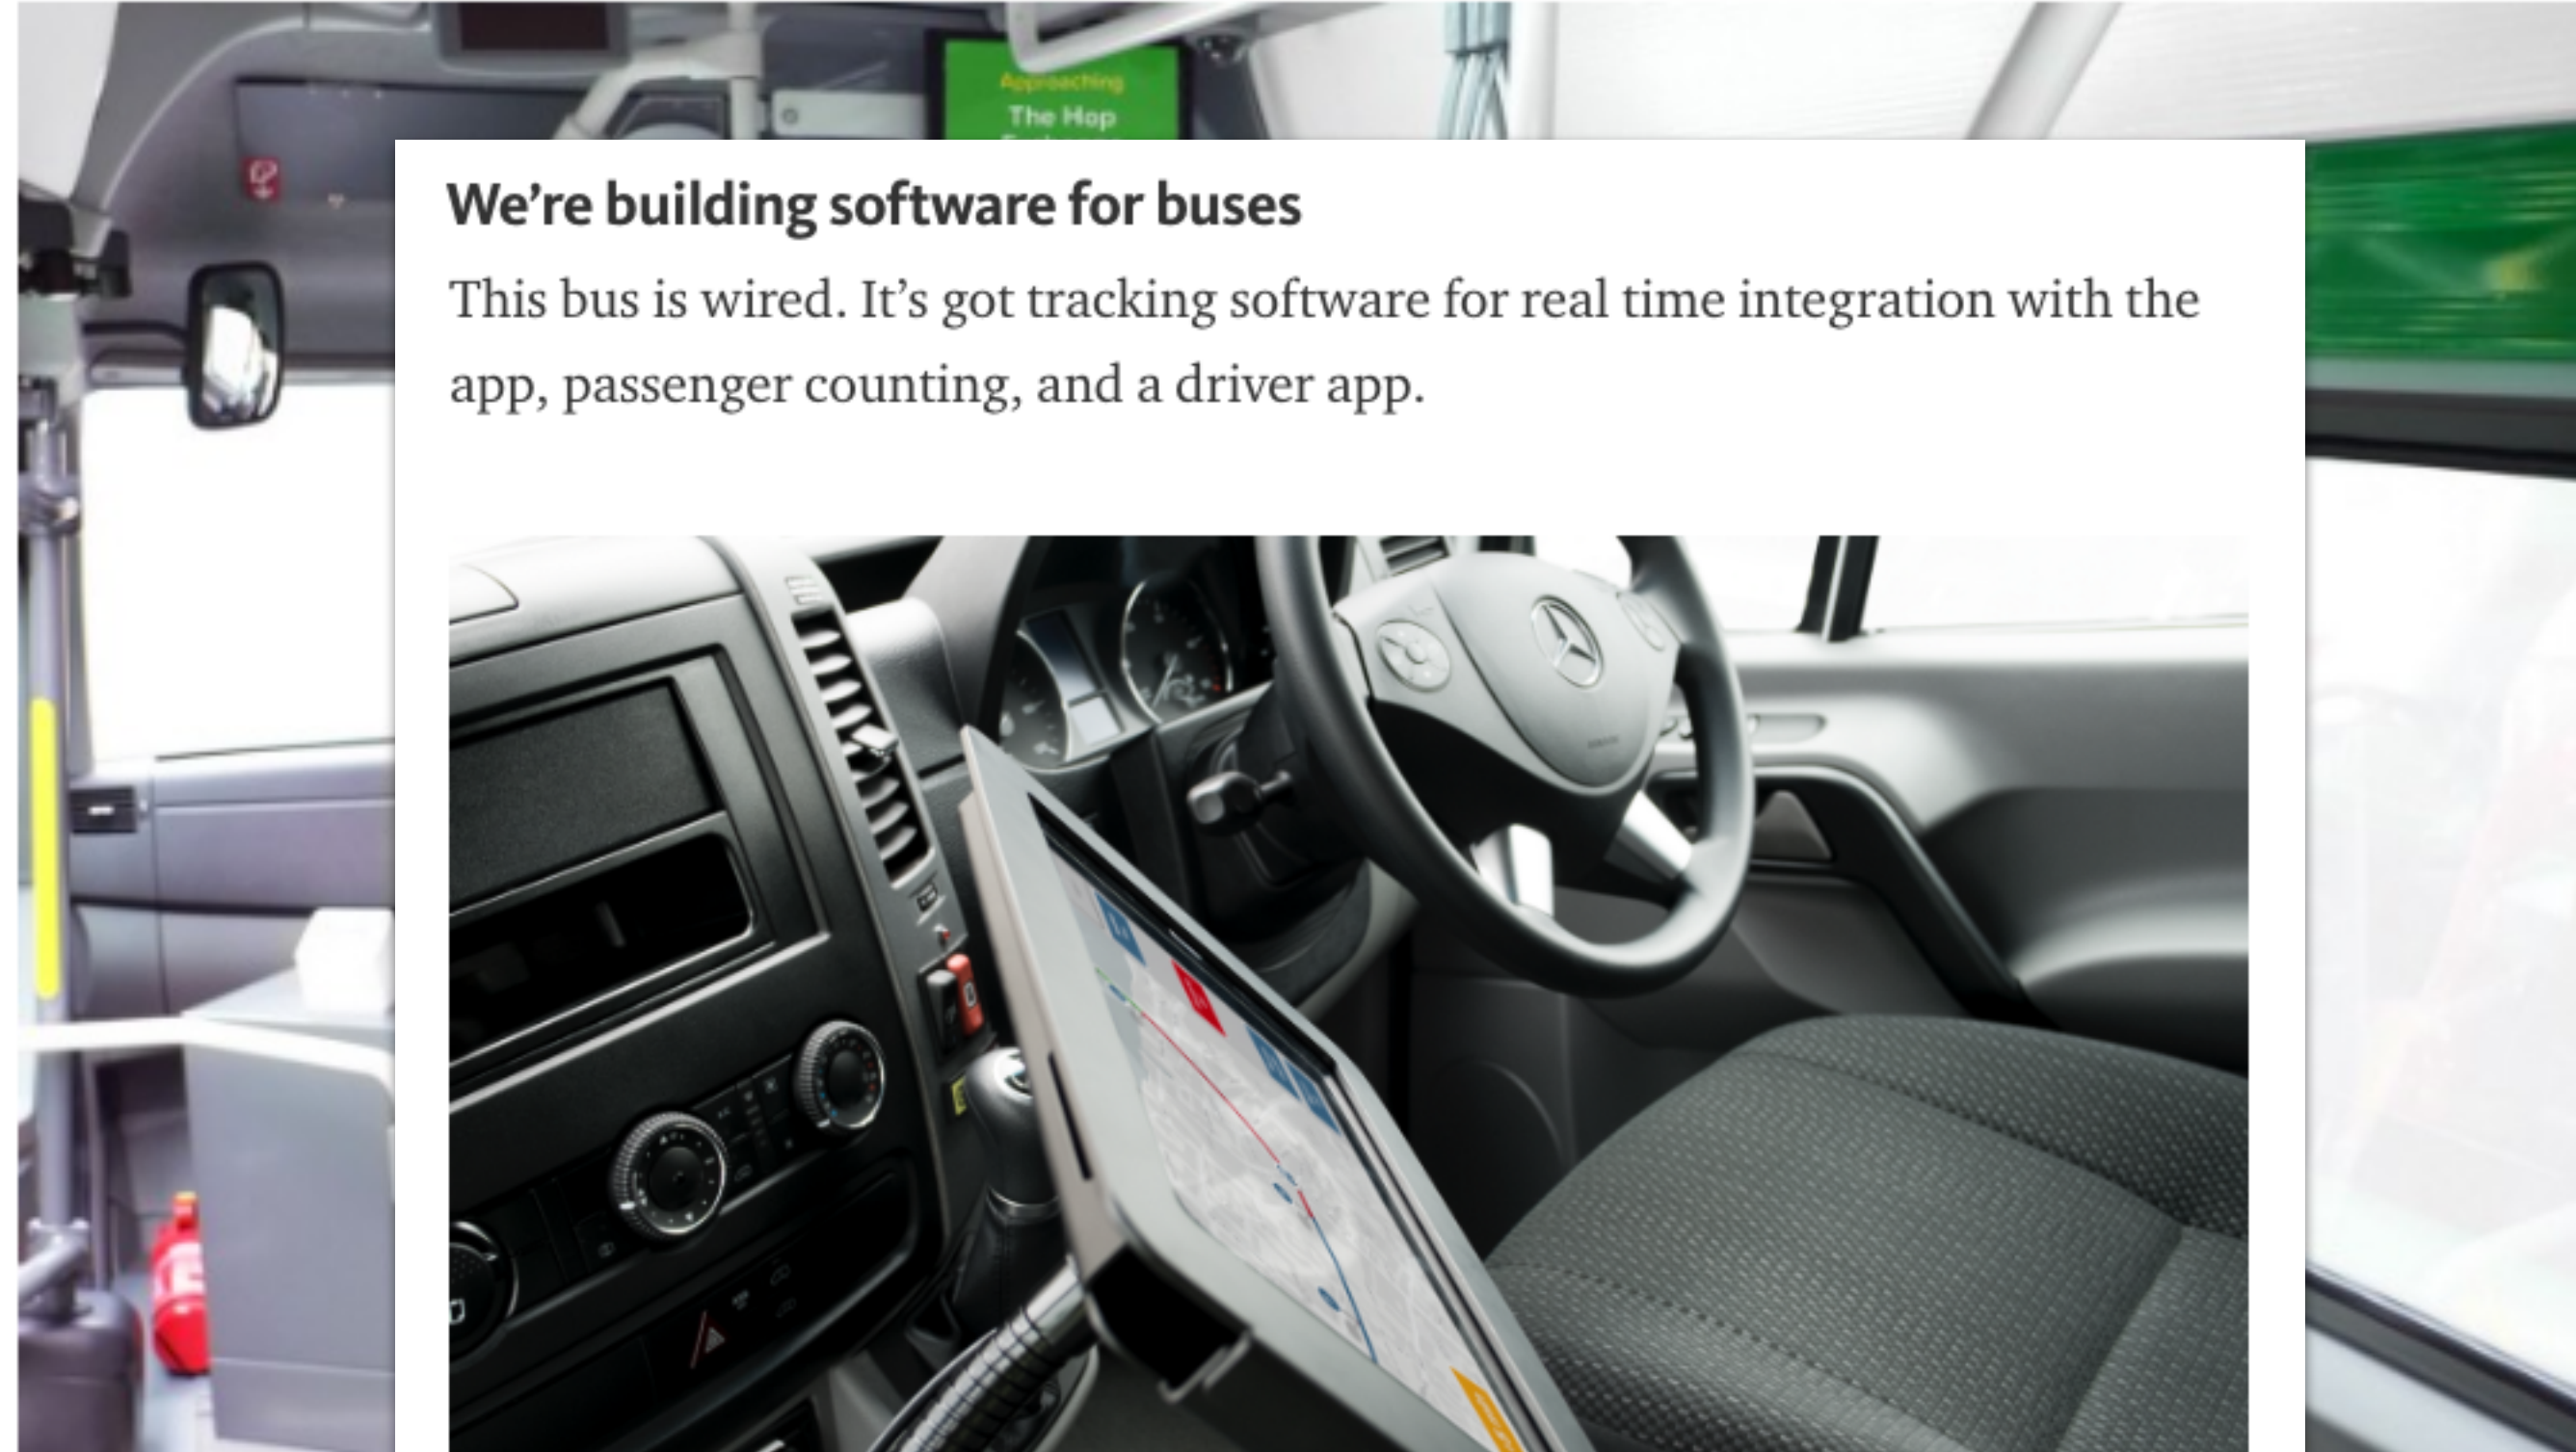 Approaching
The Hop
We’re building software for buses
This bus is wired. It’s got tracking software for real time integration with the
app, passenger counting, and a driver app.